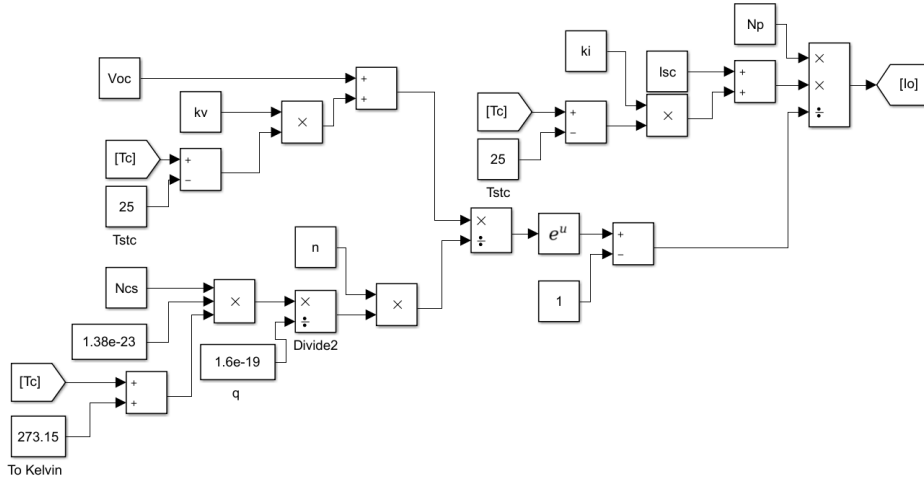 Np
ki
Isc
[Io]
Voc
kv
[Tc]
25
Tstc
[Tc]
25
Tstc
e^u
n
1
Ncs
1.38e-23
Divide2
1.6e-19
q
[Tc]
273.15
To Kelvin